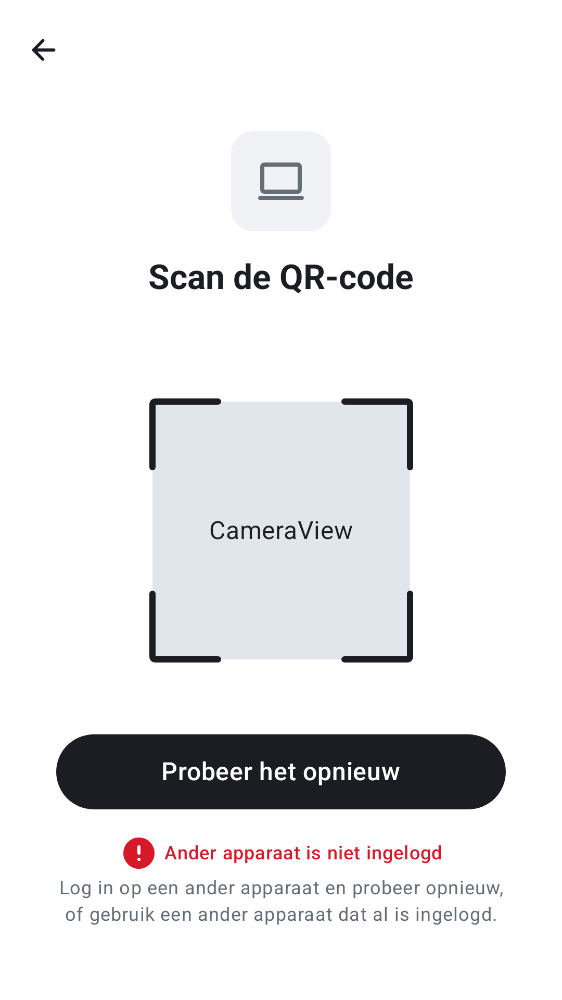 Scan de QR-code
CameraView
Probeer het opnieuw
Ander apparaat is niet ingelogd
Log in op een ander apparaat en probeer opnieuw,
of gebruik een ander apparaat dat al is ingelogd.